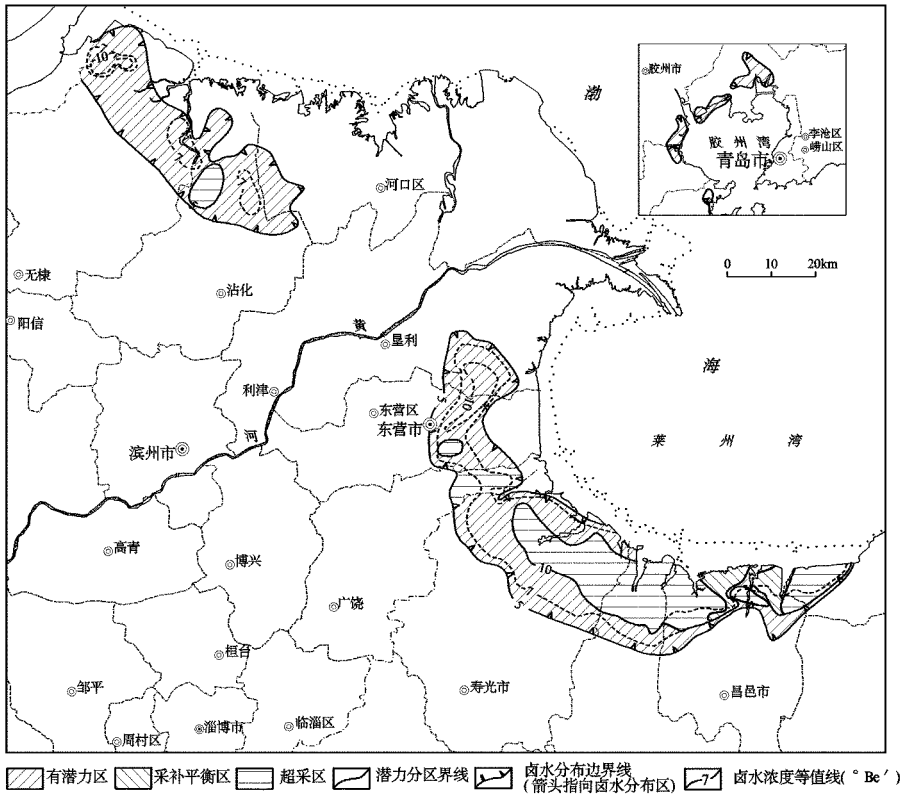 渤
胶州市
李沧区
胶州湾
崂山区
青岛市
10
河口区
无棣
沾化
0 10 20km
阳信
黄
垦利
海
利津
5
10
东营区
东营市
河
莱州湾
滨州市
高青
博兴
10
5
广饶
桓台
邹平
寿光市
昌邑市
淄博市
临淄区
周村区
有潜力区 采补平衡区 超采区 潜力分区界线 卤水分布边界线 7 卤水浓度等值线(°Be′)
(箭头指向卤水分布区)